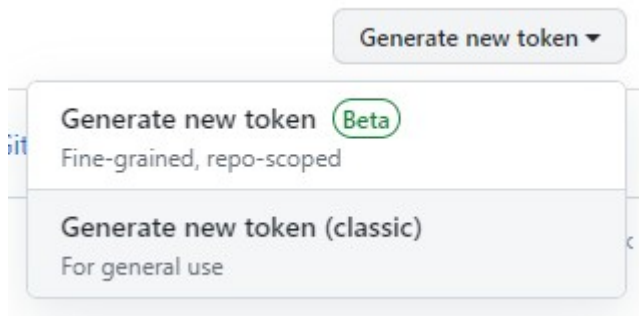 Generate new token
Generate new token Beta
Fine-grained, repo-scoped
Generate new token (classic)
For general use